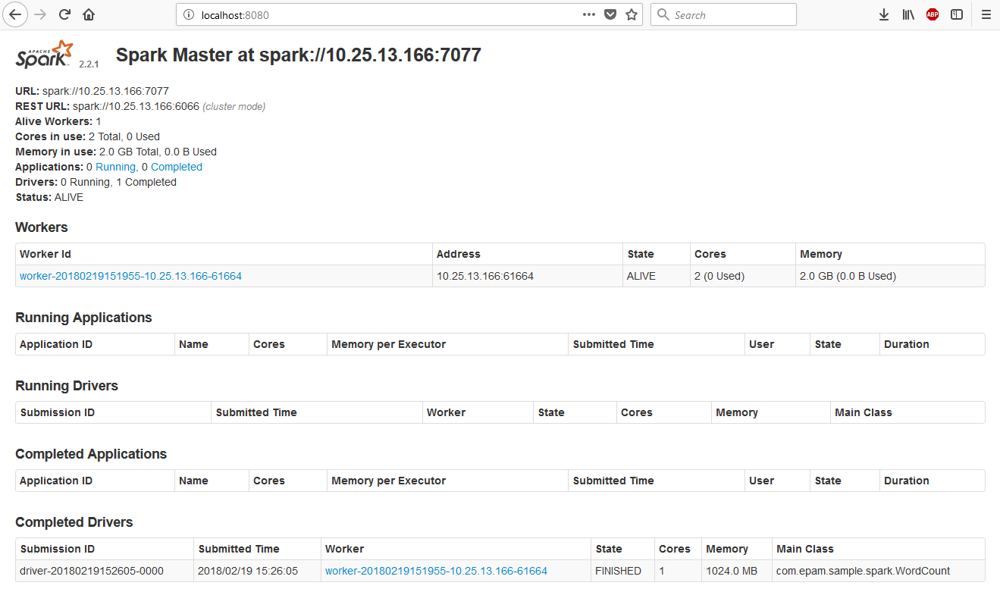 localhost:8080
Search
ABP
APACHE
Spark 2.2.1 Spark Master at spark://10.25.13.166:7077
URL: spark://10.25.13.166:7077
REST URL: spark://10.25.13.166:6066 (cluster mode)
Alive Workers: 1
Cores in use: 2 Total, 0 Used
Memory in use: 2.0 GB Total, 0.0 B Used
Applications: 0 Running, 0 Completed
Drivers: 0 Running, 1 Completed
Status: ALIVE
Workers
Worker Id Address State Cores Memory
worker-20180219151955-10.25.13.166-61664 10.25.13.166:61664 ALIVE 2 (0 Used) 2.0 GB (0.0 B Used)
Running Applications
Application ID Name Cores Memory per Executor Submitted Time User State Duration
Running Drivers
Submission ID Submitted Time Worker State Cores Memory Main Class
Completed Applications
Application ID Name Cores Memory per Executor Submitted Time User State Duration
Completed Drivers
Submission ID Submitted Time Worker State Cores Memory Main Class
driver-20180219152605-0000 2018/02/19 15:26:05 worker-20180219151955-10.25.13.166-61664 FINISHED 1 1024.0 MB com.epam.sample.spark.WordCount